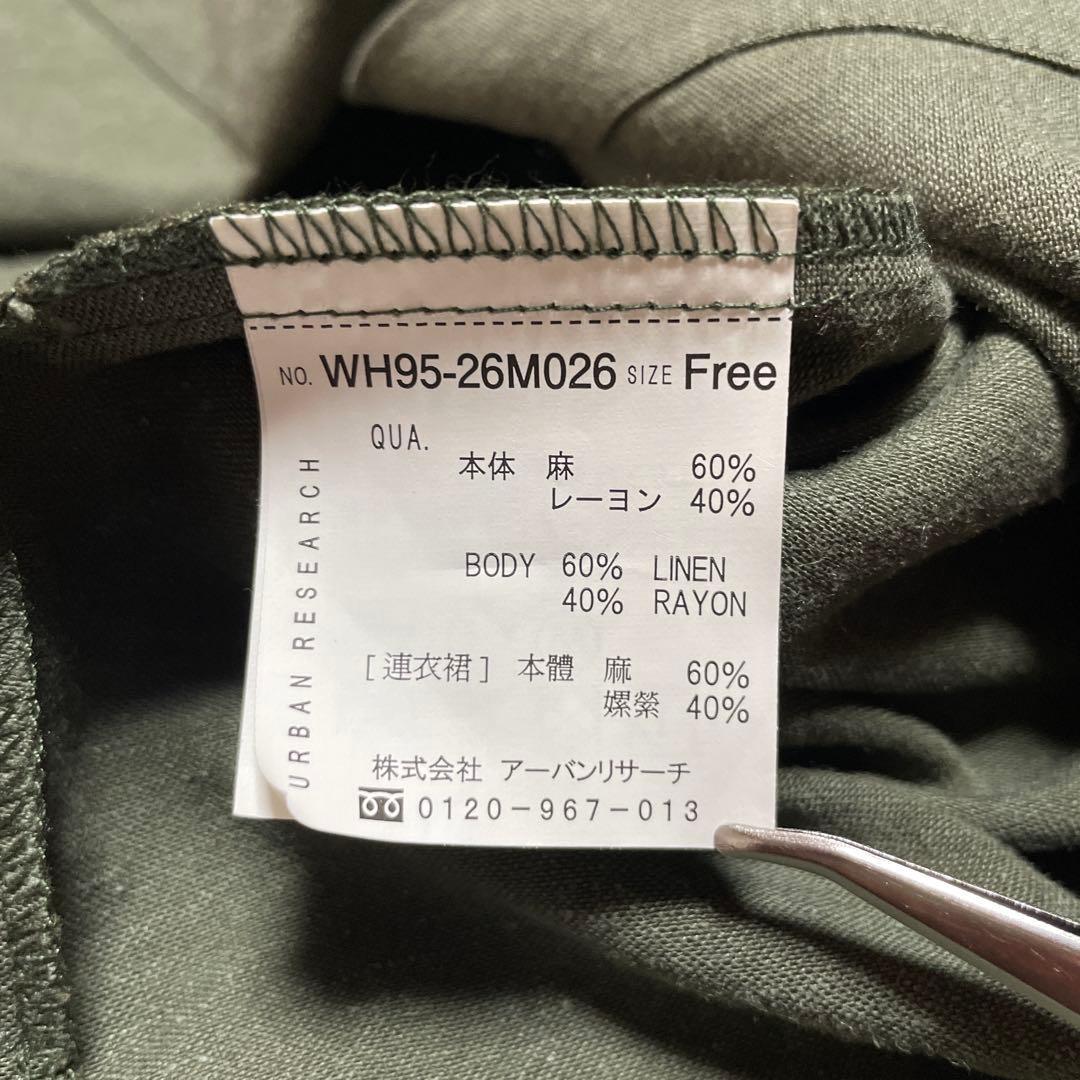 NO. WH95-26M026 SIZE Free
QUA.
本体 麻 60%
レーヨン 40%
BODY 60% LINEN
40% RAYON
[連衣裙] 本體 麻 60%
嫘縈 40%
株式会社 アーバンリサーチ
0120-967-013
URBAN RESEARCH